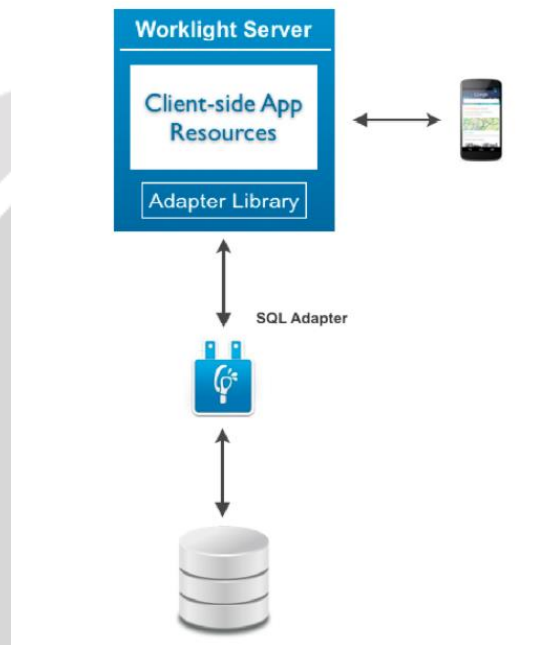 Worklight Server
Client-side App
Resources
Adapter Library
SQL Adapter